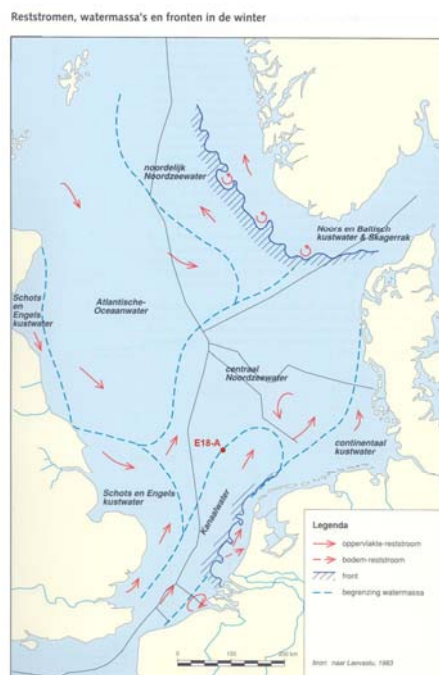 Reststromen, watermassa's en fronten in de winter
noordelijk
Noordzeewater
Noors en Baltisch
kustwater & Skagerrak
Schots
en
Engels
kustwater
Atlantische-
Oceaanwater
centraal
Noordzeewater
E18-A
continentaal
kustwater
Schots en Engels
kustwater
Kanaalwater
Legenda
oppervlakte-reststroom
bodem-reststroom
front
begrenzing watermassa
0 100 200 km
bron: naar Laevastu, 1983